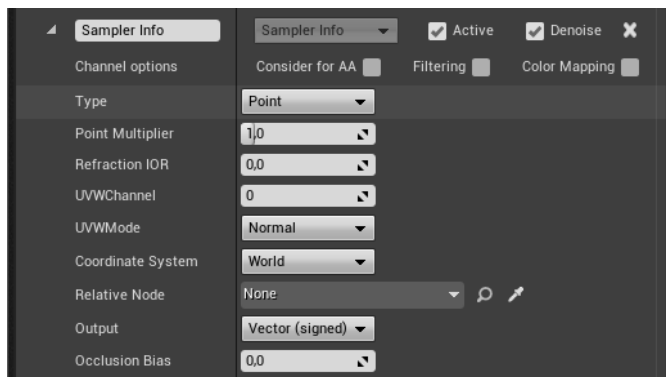 Sampler Info Sampler Info Active Denoise
Channel options Consider for AA Filtering Color Mapping
Type Point
Point Multiplier 1,0
Refraction IOR 0,0
UVWChannel 0
UVWMode Normal
Coordinate System World
Relative Node None
Output Vector (signed)
Occlusion Bias 0,0